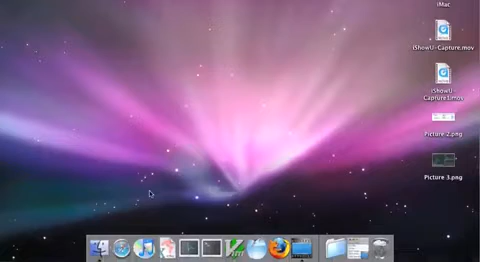 iMac
iShowU-Capture.mov
iShowU-
Capture1.mov
Picture 2.png
Picture 3.png